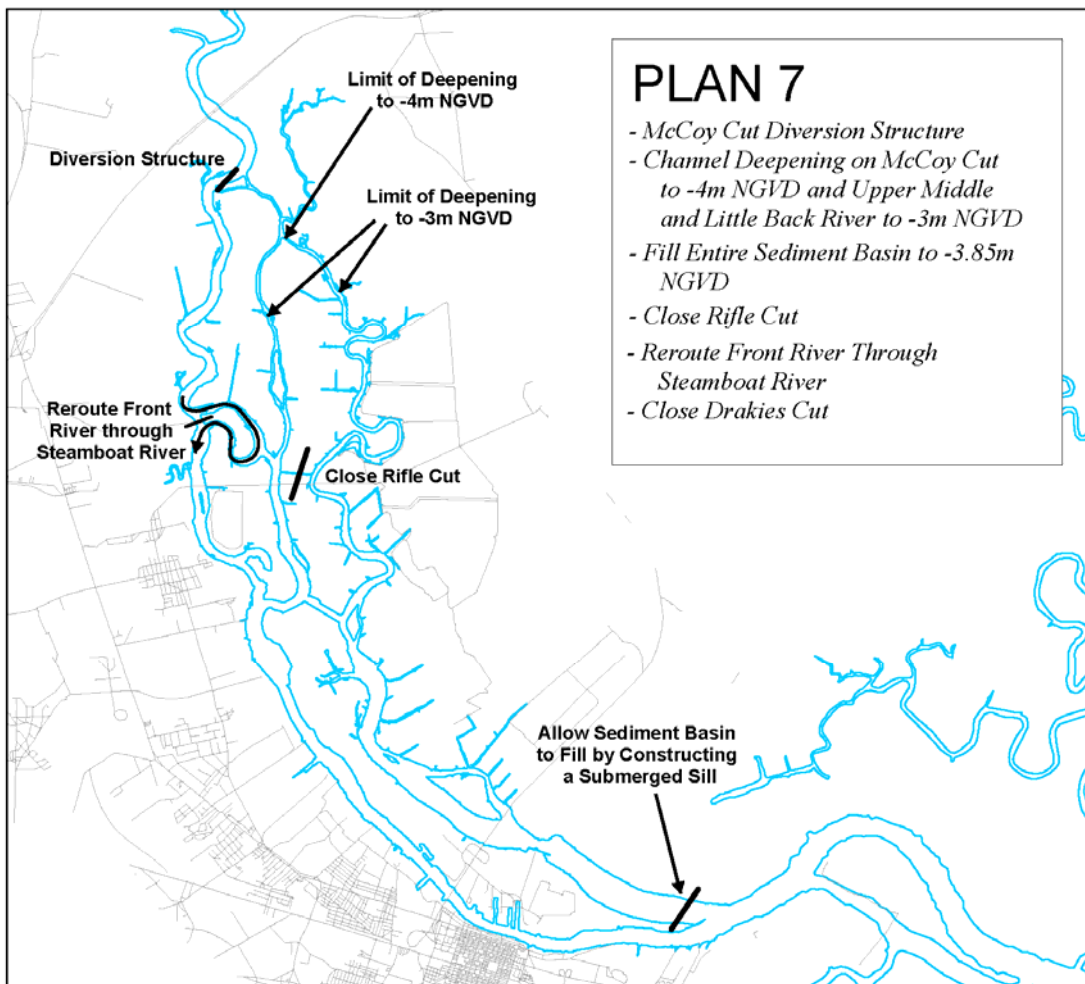 PLAN 7
- McCoy Cut Diversion Structure
- Channel Deepening on McCoy Cut
to -4m NGVD and Upper Middle
and Little Back River to -3m NGVD
- Fill Entire Sediment Basin to -3.85m
NGVD
- Close Rifle Cut
- Reroute Front River Through
Steamboat River
- Close Drakies Cut
Limit of Deepening
to -4m NGVD
Diversion Structure
Limit of Deepening
to -3m NGVD
Reroute Front
River through
Steamboat River
Close Rifle Cut
Allow Sediment Basin
to Fill by Constructing
a Submerged Sill